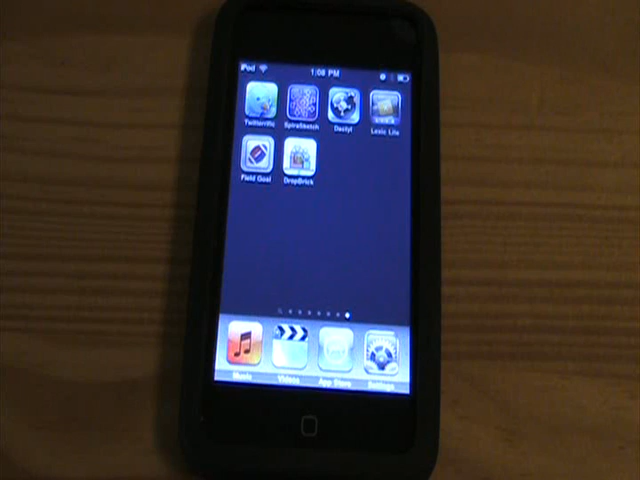 iPod 1:08 PM
Twitterrific SpiraSketch Dactyl Lexic Lite
Field Goal DropBrick
Music Videos App Store Settings